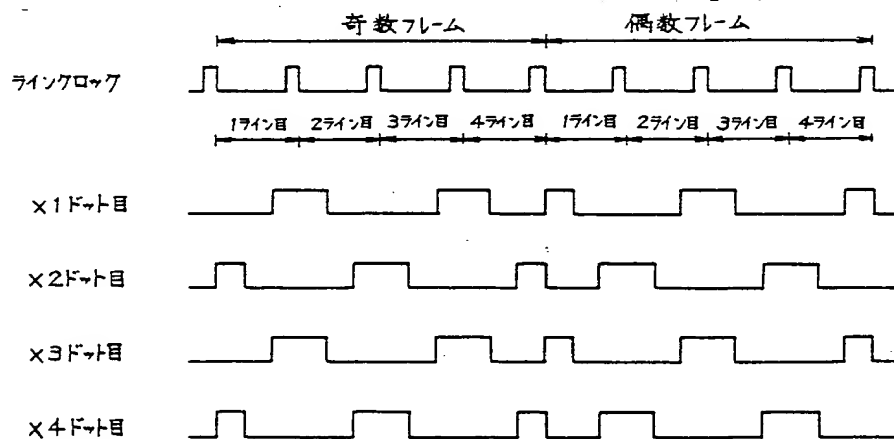 奇数フレーム 偶数フレーム
ラインクロック
1ライン目 2ライン目 3ライン目 4ライン目 1ライン目 2ライン目 3ライン目 4ライン目
×1ドット目
×2ドット目
×3ドット目
×4ドット目